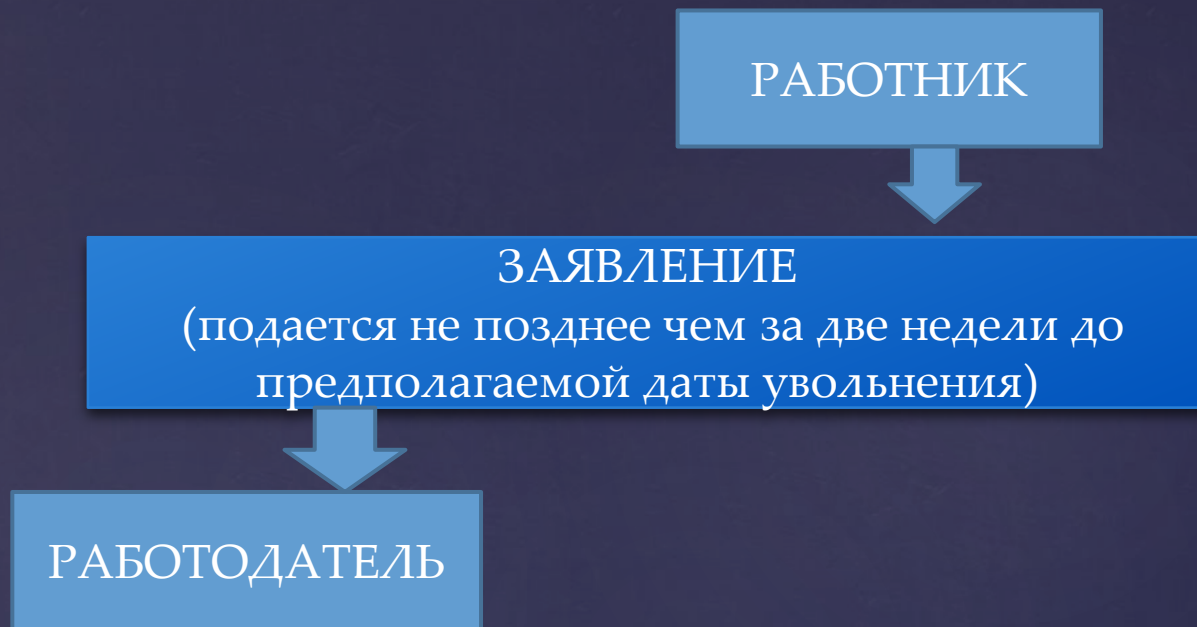 РАБОТНИК
ЗАЯВЛЕНИЕ
(подается не позднее чем за две недели до
предполагаемой даты увольнения)
РАБОТОДАТЕЛЬ